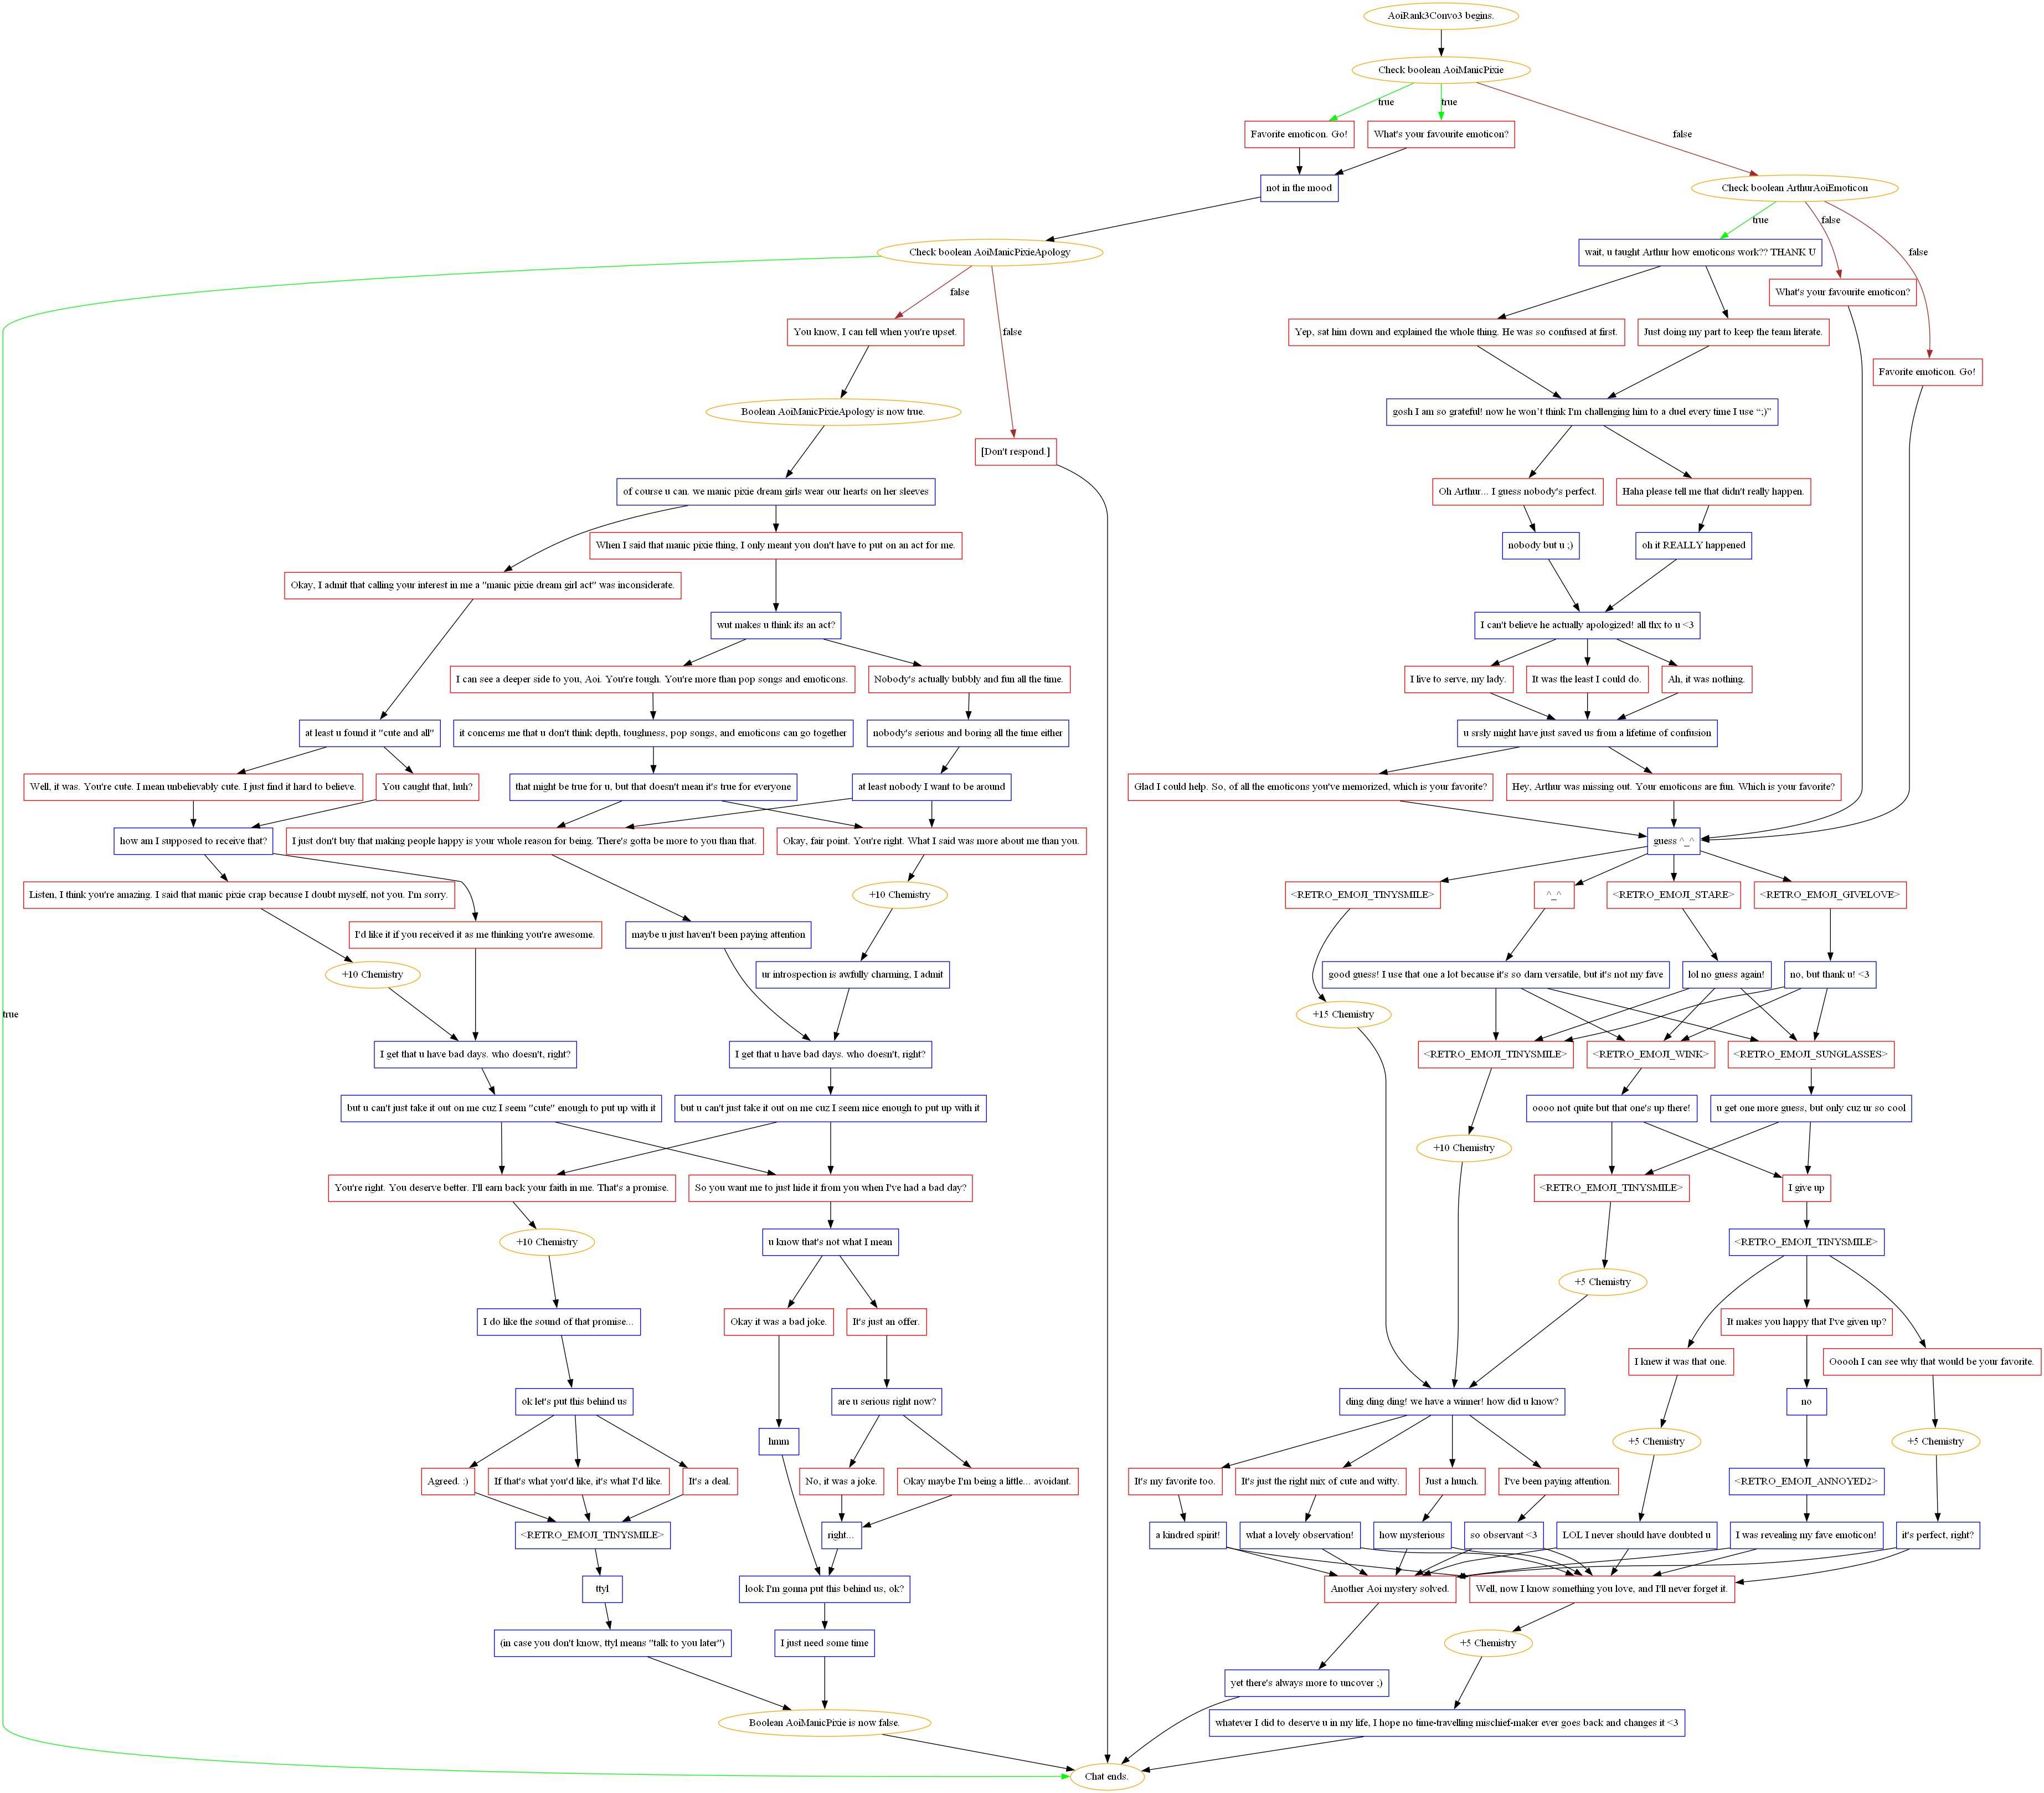 AoiRank3Convo3 begins.
Check boolean AoiManicPixie
true
true
false
Favorite emoticon. Go!
What's your favourite emoticon?
not in the mood
Check boolean ArthurAoiEmoticon
true
false
false
Check boolean AoiManicPixieApology
false
false
true
wait, u taught Arthur how emoticons work?? THANK U
What's your favourite emoticon?
You know, I can tell when you're upset.
Yep, sat him down and explained the whole thing. He was so confused at first.
Just doing my part to keep the team literate.
Favorite emoticon. Go!
Boolean AoiManicPixieApology is now true.
gosh I am so grateful! now he won’t think I'm challenging him to a duel every time I use “;)”
[Don't respond.]
of course u can. we manic pixie dream girls wear our hearts on her sleeves
Oh Arthur... I guess nobody's perfect.
Haha please tell me that didn't really happen.
When I said that manic pixie thing, I only meant you don't have to put on an act for me.
nobody but u ;)
oh it REALLY happened
Okay, I admit that calling your interest in me a "manic pixie dream girl act" was inconsiderate.
wut makes u think its an act?
I can't believe he actually apologized! all thx to u <3
I can see a deeper side to you, Aoi. You're tough. You're more than pop songs and emoticons.
Nobody's actually bubbly and fun all the time.
I live to serve, my lady.
It was the least I could do.
Ah, it was nothing.
at least u found it "cute and all"
it concerns me that u don't think depth, toughness, pop songs, and emoticons can go together
nobody's serious and boring all the time either
u srsly might have just saved us from a lifetime of confusion
Well, it was. You're cute. I mean unbelievably cute. I just find it hard to believe.
You caught that, huh?
that might be true for u, but that doesn't mean it's true for everyone
at least nobody I want to be around
Glad I could help. So, of all the emoticons you've memorized, which is your favorite?
Hey, Arthur was missing out. Your emoticons are fun. Which is your favorite?
how am I supposed to receive that?
I just don't buy that making people happy is your whole reason for being. There's gotta be more to you than that.
Okay, fair point. You're right. What I said was more about me than you.
guess ^_^
Listen, I think you're amazing. I said that manic pixie crap because I doubt myself, not you. I'm sorry.
+10 Chemistry
<RETRO_EMOJI_TINYSMILE>
^_^
<RETRO_EMOJI_STARE>
<RETRO_EMOJI_GIVELOVE>
I'd like it if you received it as me thinking you're awesome.
maybe u just haven't been paying attention
+10 Chemistry
ur introspection is awfully charming, I admit
good guess! I use that one a lot because it's so darn versatile, but it's not my fave
lol no guess again!
no, but thank u! <3
+15 Chemistry
I get that u have bad days. who doesn't, right?
I get that u have bad days. who doesn't, right?
<RETRO_EMOJI_TINYSMILE>
<RETRO_EMOJI_WINK>
<RETRO_EMOJI_SUNGLASSES>
but u can't just take it out on me cuz I seem "cute" enough to put up with it
but u can't just take it out on me cuz I seem nice enough to put up with it
oooo not quite but that one's up there!
u get one more guess, but only cuz ur so cool
+10 Chemistry
You're right. You deserve better. I'll earn back your faith in me. That's a promise.
So you want me to just hide it from you when I've had a bad day?
<RETRO_EMOJI_TINYSMILE>
I give up
+10 Chemistry
u know that's not what I mean
<RETRO_EMOJI_TINYSMILE>
+5 Chemistry
I do like the sound of that promise...
Okay it was a bad joke.
It's just an offer.
It makes you happy that I've given up?
I knew it was that one.
Ooooh I can see why that would be your favorite.
ok let's put this behind us
are u serious right now?
ding ding ding! we have a winner! how did u know?
no
hmm
+5 Chemistry
+5 Chemistry
Agreed. :)
If that's what you'd like, it's what I'd like.
It's a deal.
No, it was a joke.
Okay maybe I'm being a little... avoidant.
It's my favorite too.
It's just the right mix of cute and witty.
Just a hunch.
I've been paying attention.
<RETRO_EMOJI_ANNOYED2>
<RETRO_EMOJI_TINYSMILE>
right...
a kindred spirit!
what a lovely observation!
how mysterious
so observant <3
LOL I never should have doubted u
I was revealing my fave emoticon!
it's perfect, right?
ttyl
look I'm gonna put this behind us, ok?
Another Aoi mystery solved.
Well, now I know something you love, and I'll never forget it.
(in case you don't know, ttyl means "talk to you later")
I just need some time
+5 Chemistry
yet there's always more to uncover ;)
Boolean AoiManicPixie is now false.
whatever I did to deserve u in my life, I hope no time-travelling mischief-maker ever goes back and changes it <3
Chat ends.